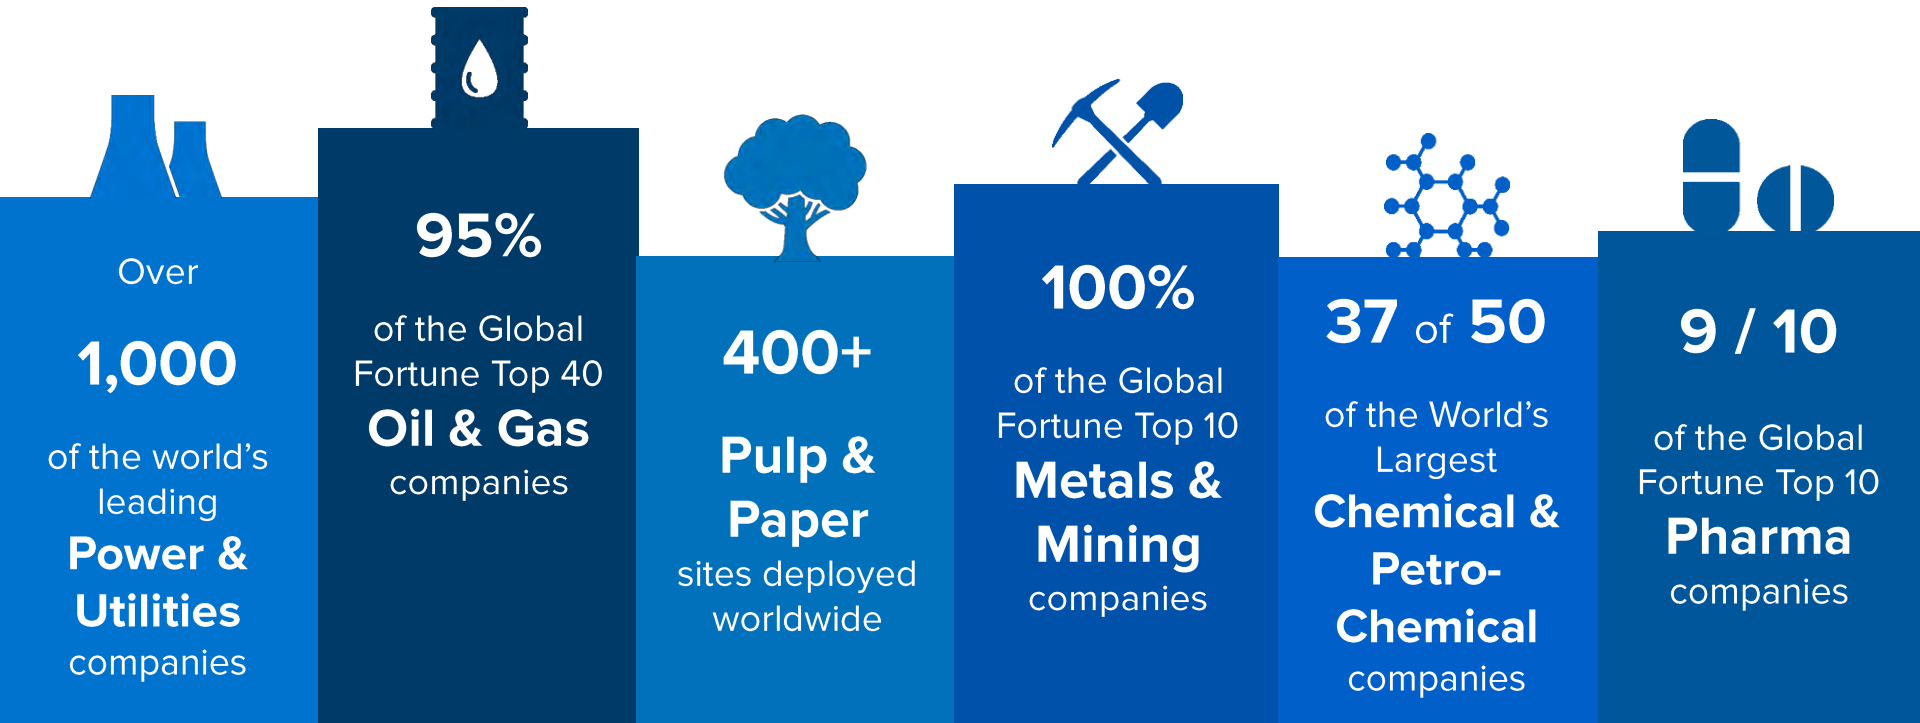 Over
1,000
of the world's
leading
Power &
Utilities
companies
95%
of the Global
Fortune Top 40
Oil & Gas
companies
400+
Pulp &
Paper
sites deployed
worldwide
100%
of the Global
Fortune Top 10
Metals &
Mining
companies
37 of 50
of the World's
Largest
Chemical &
Petro-
Chemical
companies
9 / 10
of the Global
Fortune Top 10
Pharma
companies